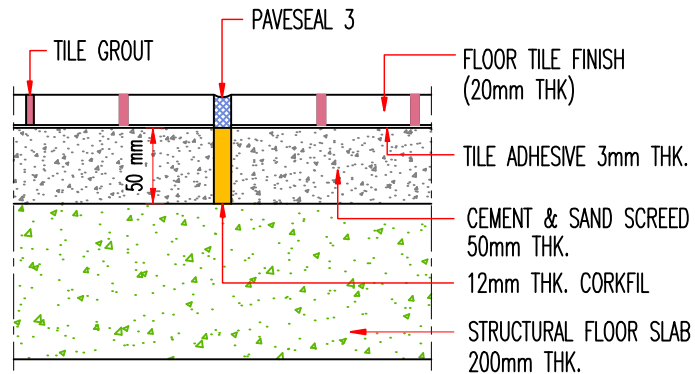 PAVESEAL 3
TILE GROUT
FLOOR TILE FINISH
(20mm THK)
50 mm
TILE ADHESIVE 3mm THK.
CEMENT & SAND SCREED
50mm THK.
12mm THK. CORKFIL
STRUCTURAL FLOOR SLAB
200mm THK.